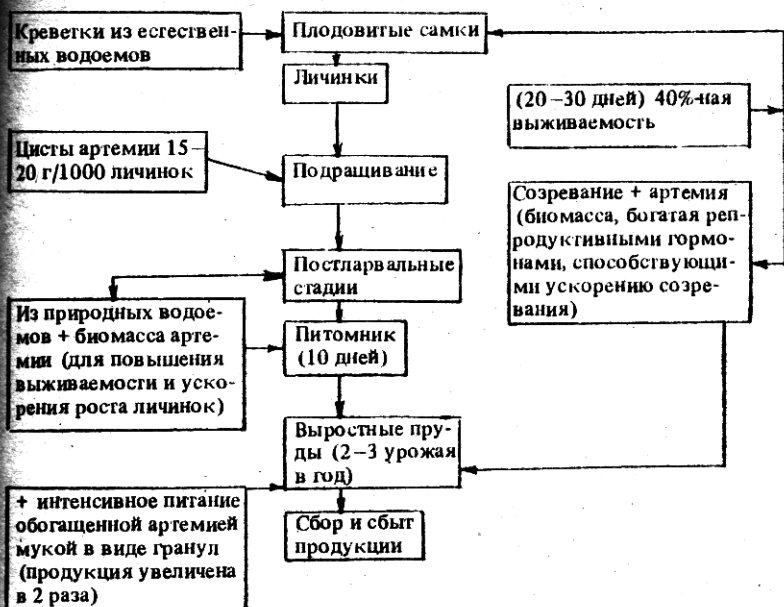 Креветки из естествен-
ных водоемов
Плодовитые самки
Личинки
(20–30 дней) 40%-ная
выживаемость
Цисты артемии 15–
20 г/1000 личинок
Подращивание
Созревание + артемия
(биомасса, богатая реп-
родуктивными гормо-
нами, способствующи-
ми ускорению созре-
вания)
Постларвальные
стадии
Из природных водое-
мов + биомасса арте-
мии (для повышения
выживаемости и уско-
рения роста личинок)
Питомник
(10 дней)
Выростные пру-
ды (2–3 урожая
в год)
+ интенсивное питание
обогащенной артемией
мукой в виде гранул
(продукция увеличена
в 2 раза)
Сбор и сбыт
продукции